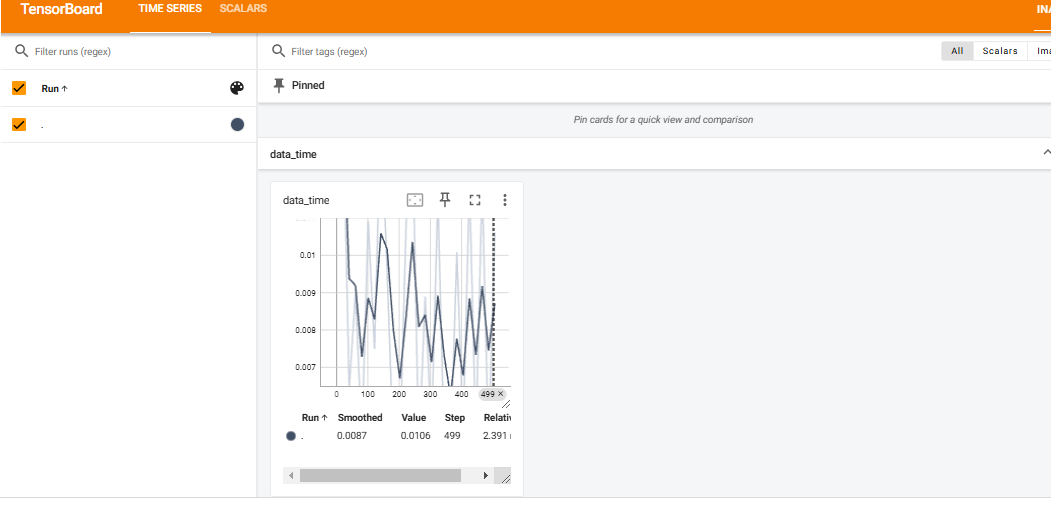 TensorBoard TIME SERIES SCALARS INA
Filter runs (regex) Filter tags (regex) All Scalars Ima
Run ↑ Pinned
. Pin cards for a quick view and comparison
data_time
data_time
0.01
0.009
0.008
0.007
0 100 200 300 400 499 ×
Run ↑ Smoothed Value Step Relativ
. 0.0087 0.0106 499 2.391